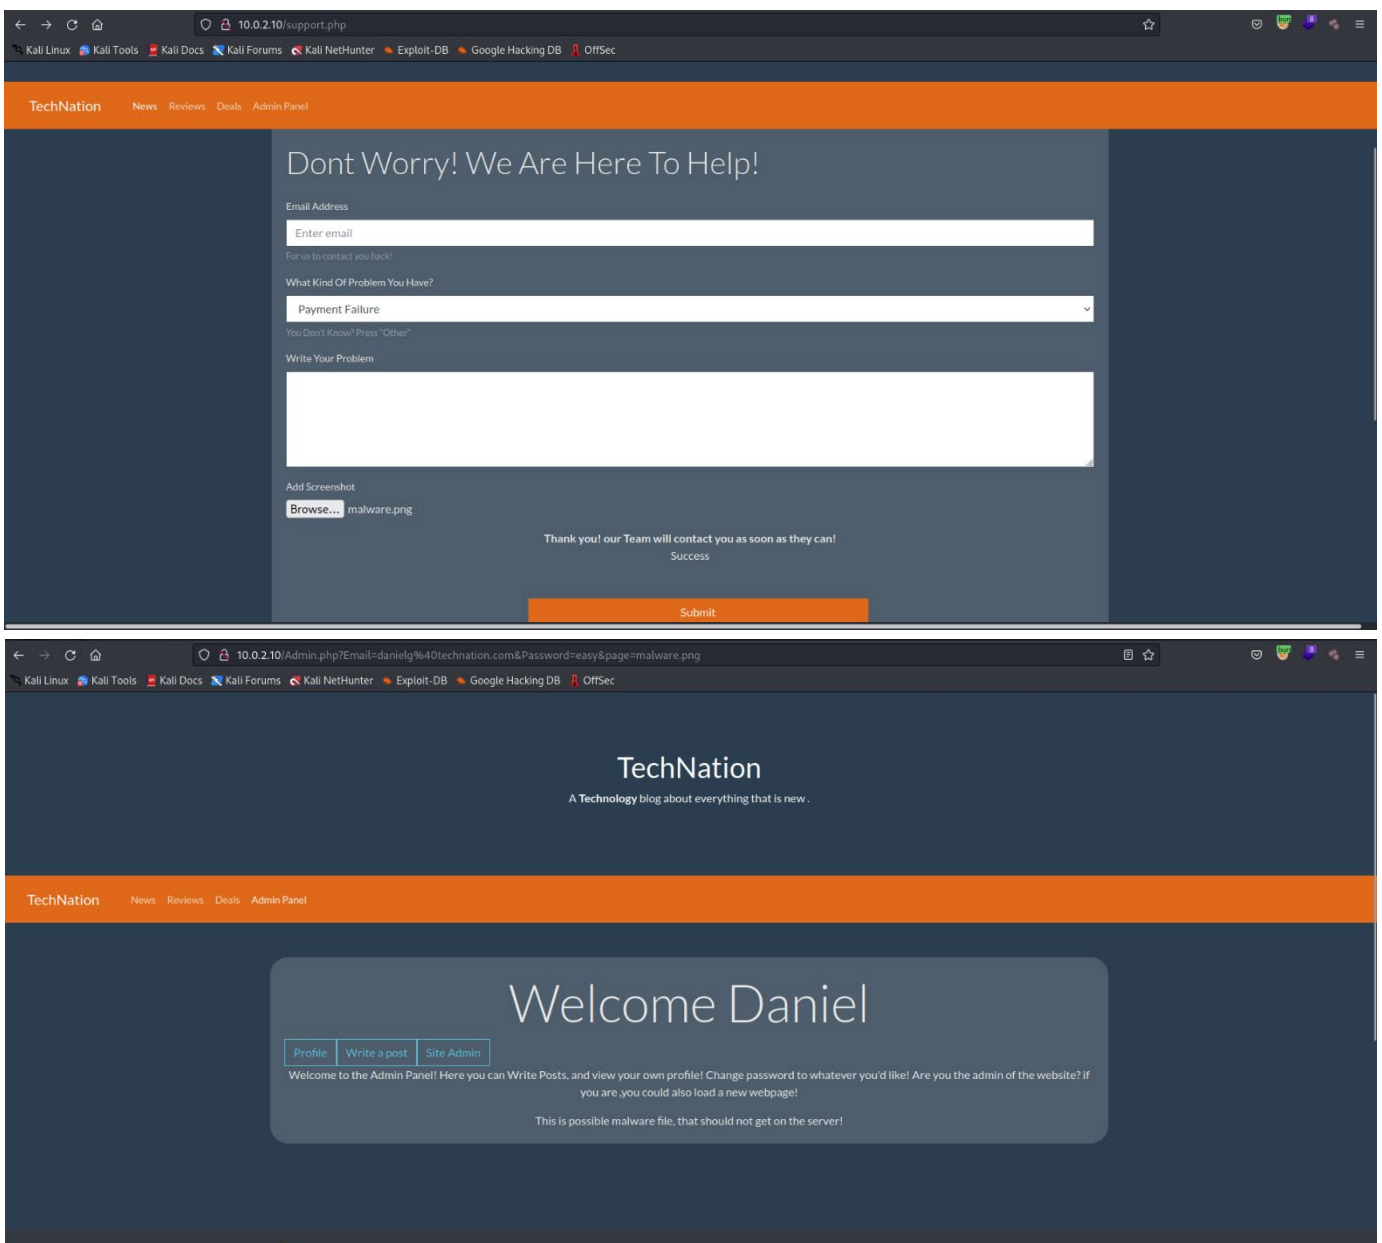 10.0.2.10/support.php
Kali Linux Kali Tools Kali Docs Kali Forums Kali NetHunter Exploit-DB Google Hacking DB OffSec
TechNation News Reviews Deals Admin Panel
Dont Worry! We Are Here To Help!
Email Address
Enter email
For us to contact you back!
What Kind Of Problem You Have?
Payment Failure
You Don't Know? Press "Other"
Write Your Problem
Add Screenshot
Browse... malware.png
Thank you! our Team will contact you as soon as they can!
Success
Submit
10.0.2.10/Admin.php?Email=danielg%40technation.com&Password=easy&page=malware.png
Kali Linux Kali Tools Kali Docs Kali Forums Kali NetHunter Exploit-DB Google Hacking DB OffSec
TechNation
A Technology blog about everything that is new .
TechNation News Reviews Deals Admin Panel
Welcome Daniel
Profile Write a post Site Admin
Welcome to the Admin Panel! Here you can Write Posts, and view your own profile! Change password to whatever you'd like! Are you the admin of the website? if
you are ,you could also load a new webpage!
This is possible malware file, that should not get on the server!